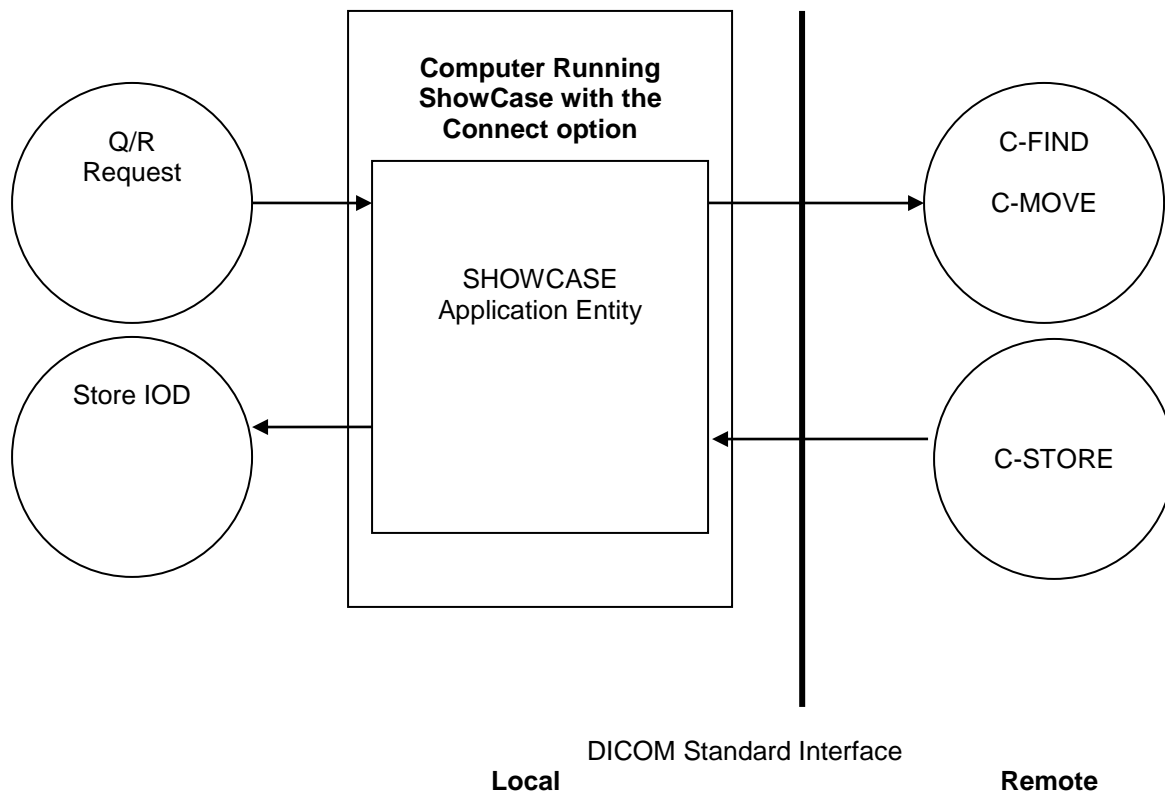 Computer Running
ShowCase with the
Connect option
Q/R
Request
C-FIND
C-MOVE
SHOWCASE
Application Entity
Store IOD
C-STORE
DICOM Standard Interface
Local
Remote